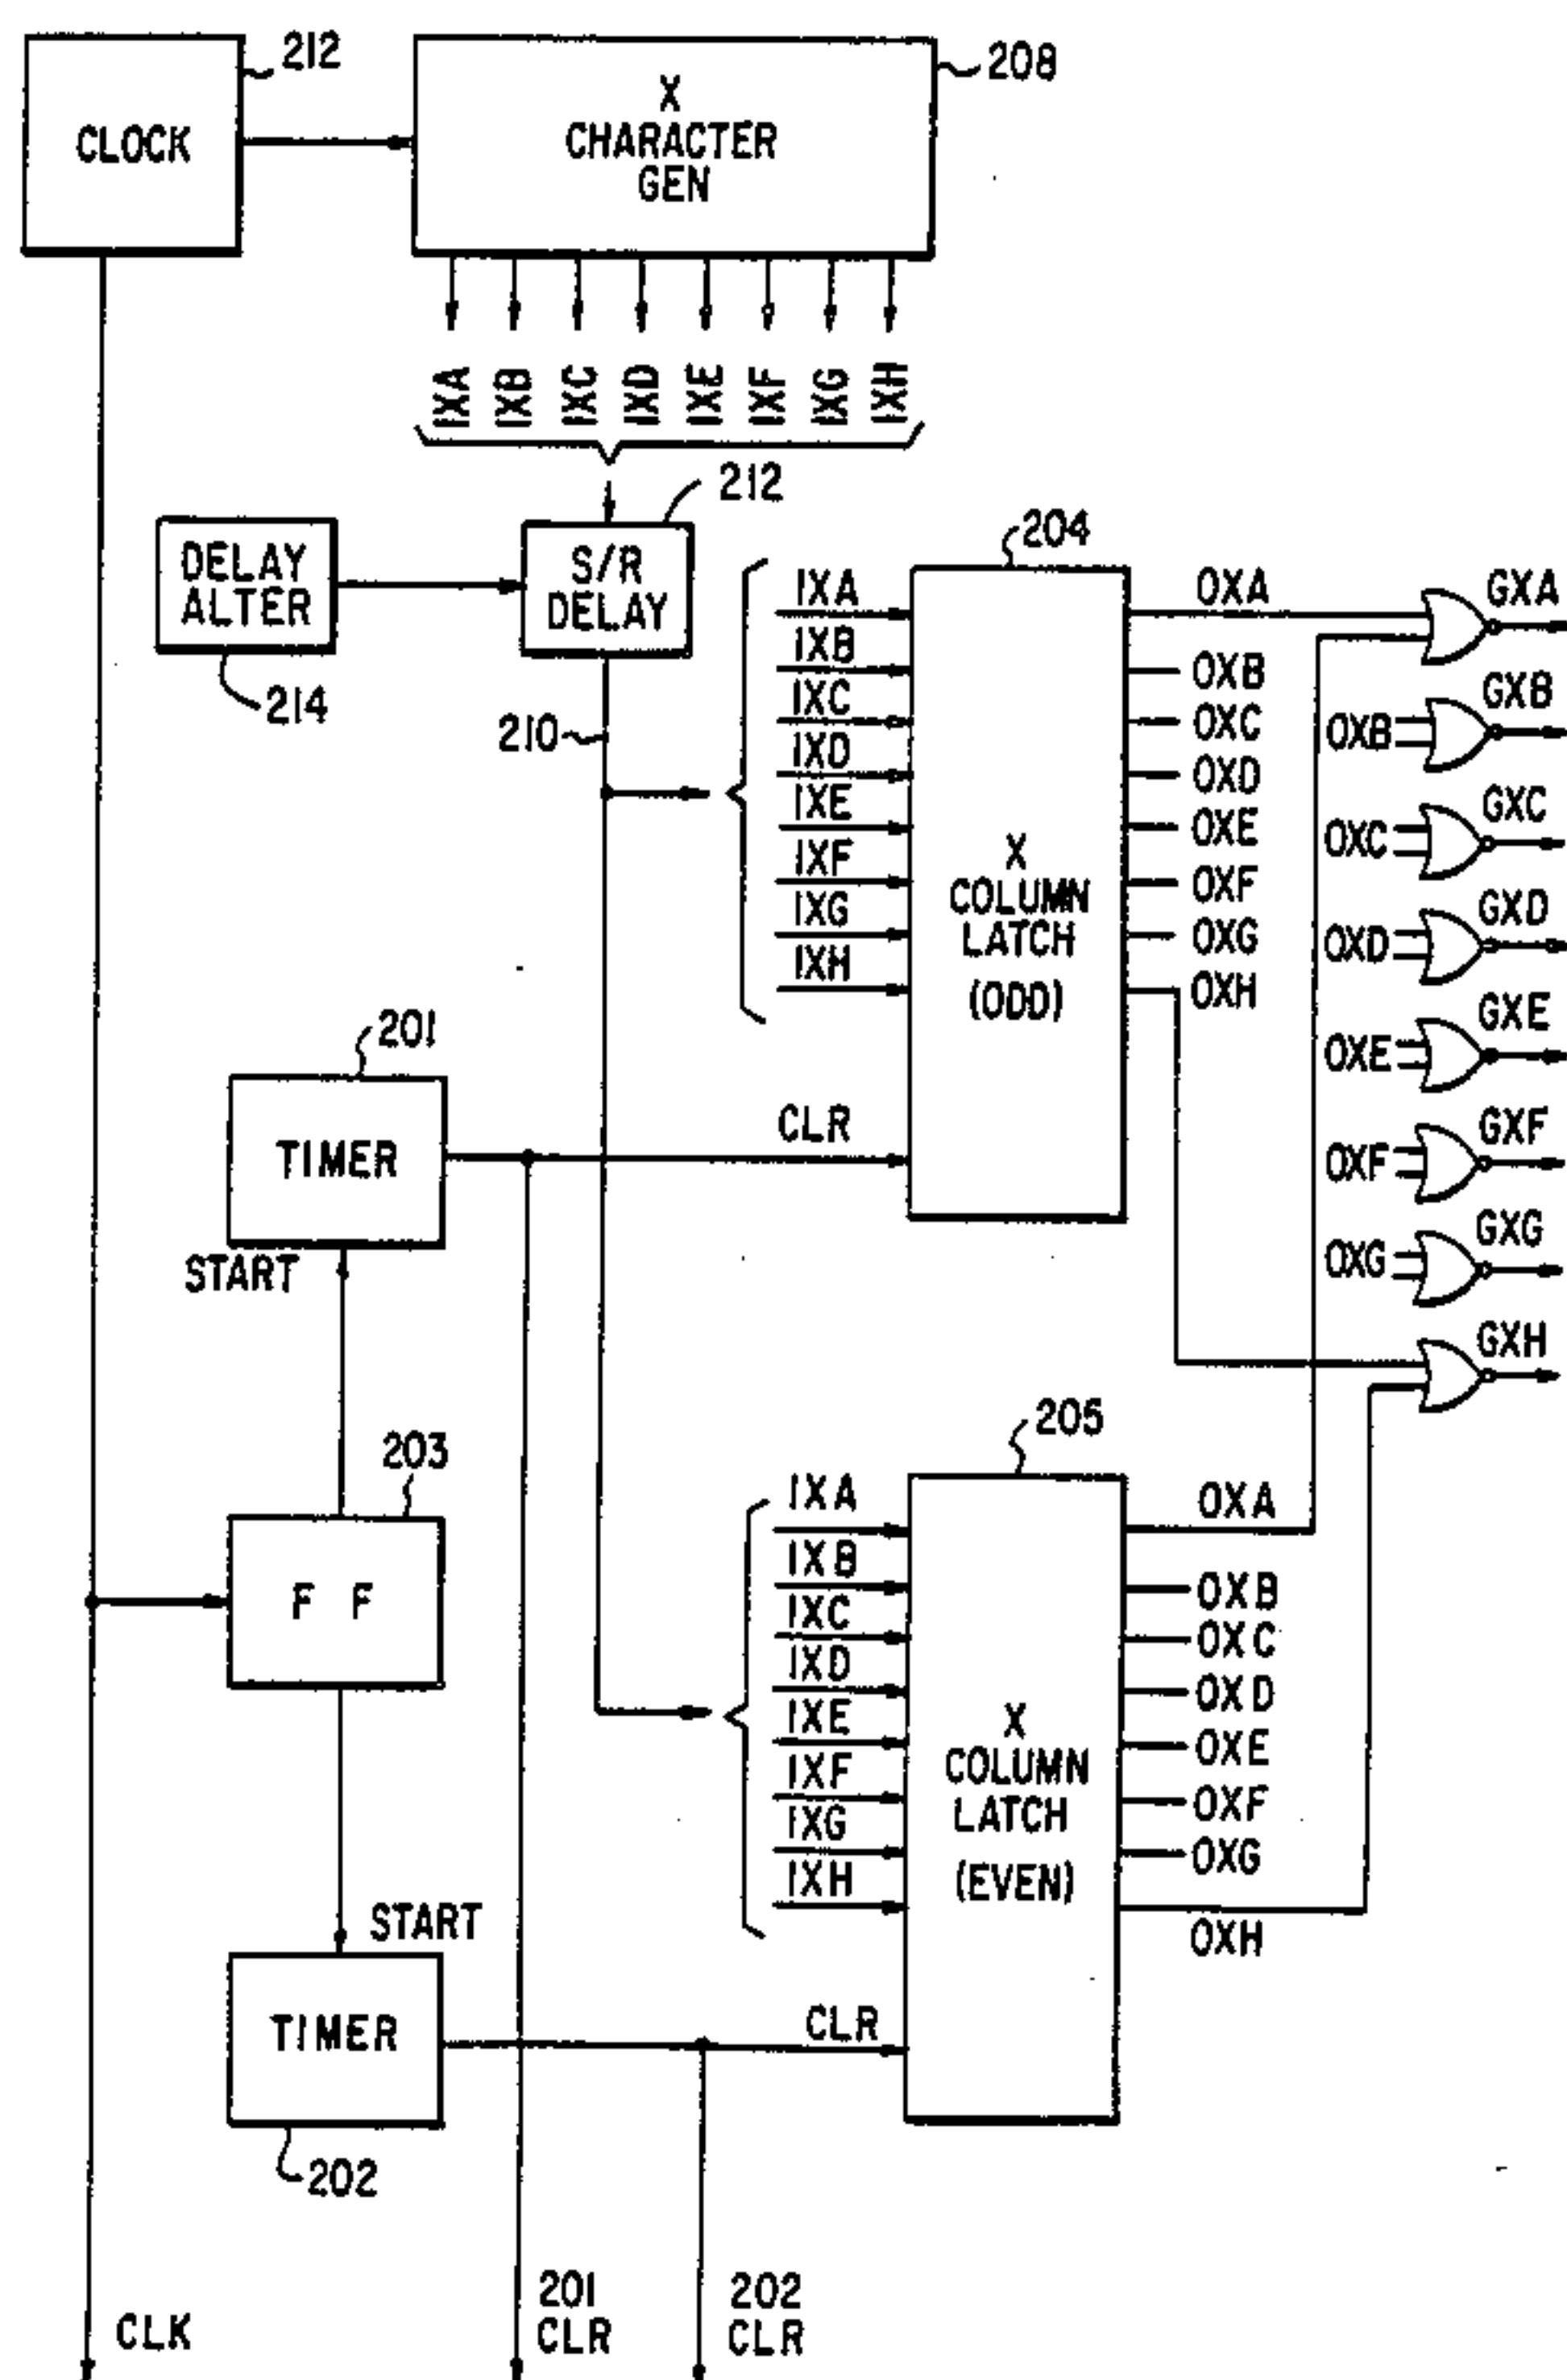 212
CLOCK
X
CHARACTER
GEN
208
IXA
IXB
IXC
IXD
IXE
IXF
IXG
IXH
DELAY
ALTER
214
S/R
DELAY
212
210
IXA
IXB
IXC
IXD
IXE
IXF
IXG
IXH
204
X
COLUMN
LATCH
(ODD)
CLR
OXA
OXB
OXC
OXD
OXE
OXF
OXG
OXH
GXA
OXB
GXB
OXC
GXC
OXD
GXD
OXE
GXE
OXF
GXF
OXG
GXG
GXH
201
TIMER
START
203
F F
START
TIMER
202
205
IXA
IXB
IXC
IXD
IXE
IXF
IXG
IXH
X
COLUMN
LATCH
(EVEN)
CLR
OXA
OXB
OXC
OXD
OXE
OXF
OXG
OXH
CLK
201
CLR
202
CLR